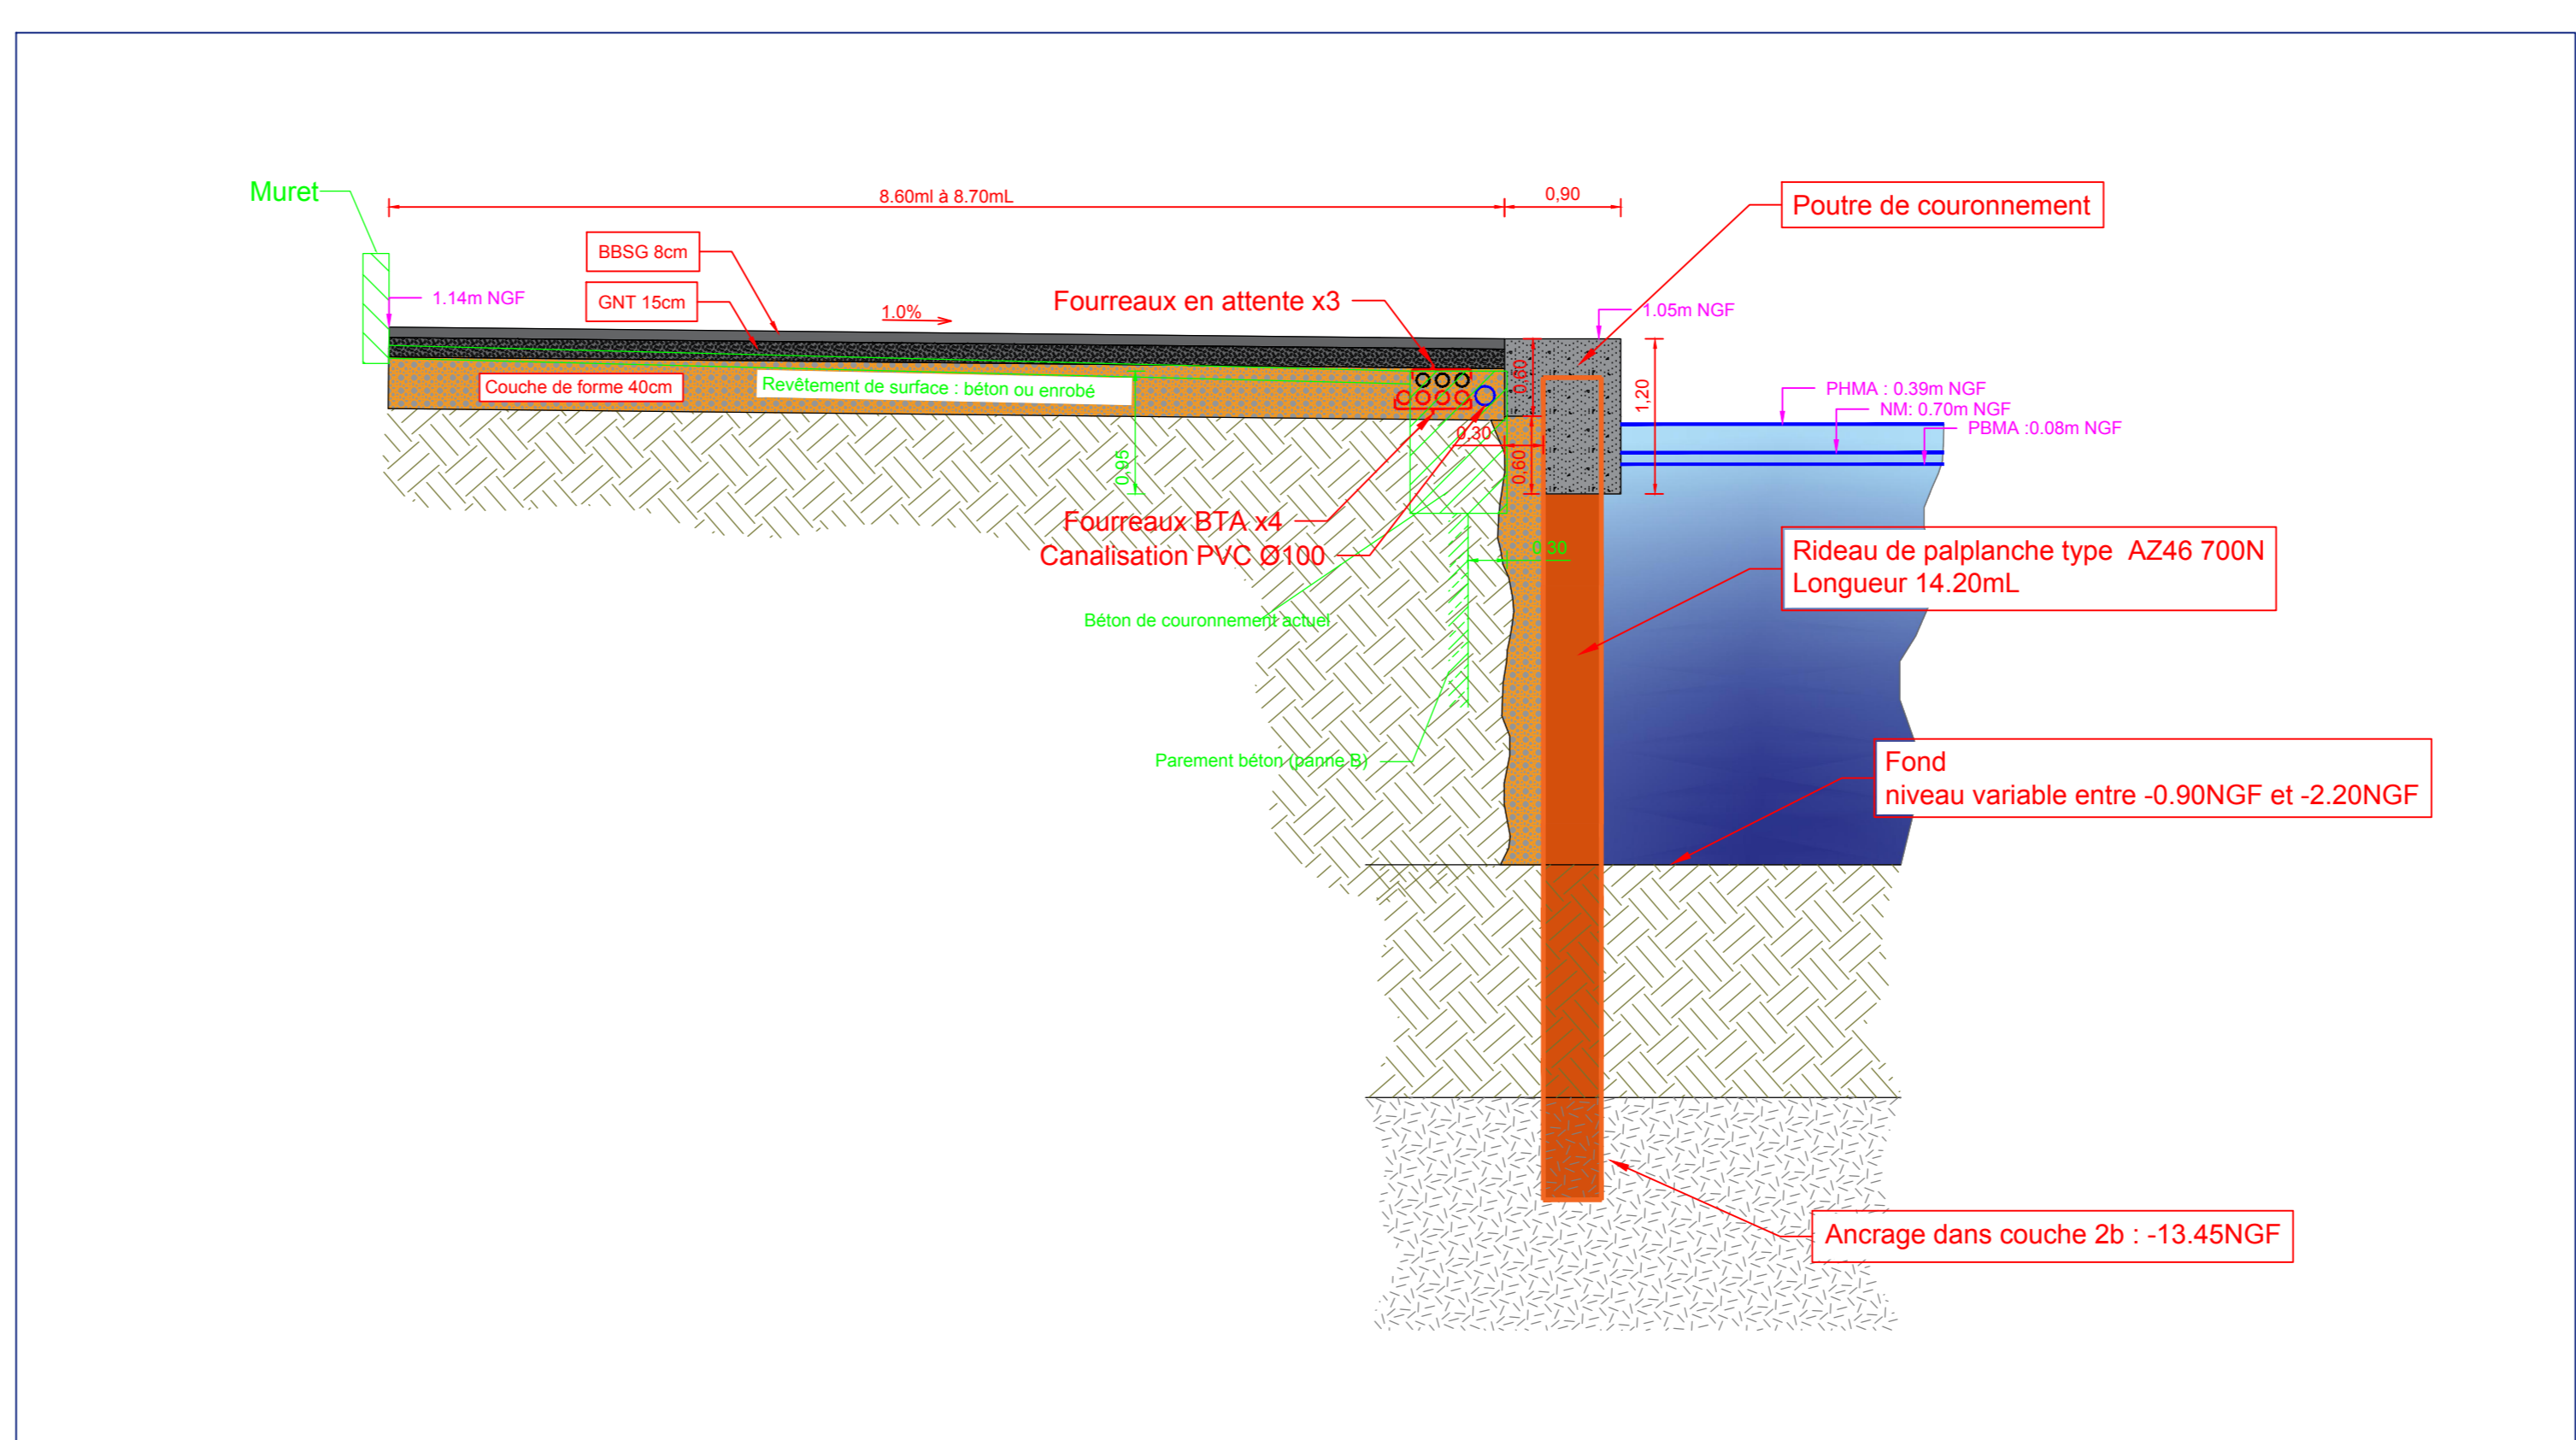 Muret
8.60ml à 8.70mL
0,90
Poutre de couronnement
BBSG 8cm
GNT 15cm
1.14m NGF
1.0%
Fourreaux en attente x3
1.05m NGF
Couche de forme 40cm
Revêtement de surface : béton ou enrobé
0,60
1,20
PHMA : 0.39m NGF
NM: 0.70m NGF
PBMA :0.08m NGF
0,95
0,30
0,60
Fourreaux BTA x4
Canalisation PVC Ø100
0.30
Rideau de palplanche type AZ46 700N
Longueur 14.20mL
Béton de couronnement actuel
Parement béton (panne B)
Fond
niveau variable entre -0.90NGF et -2.20NGF
Ancrage dans couche 2b : -13.45NGF